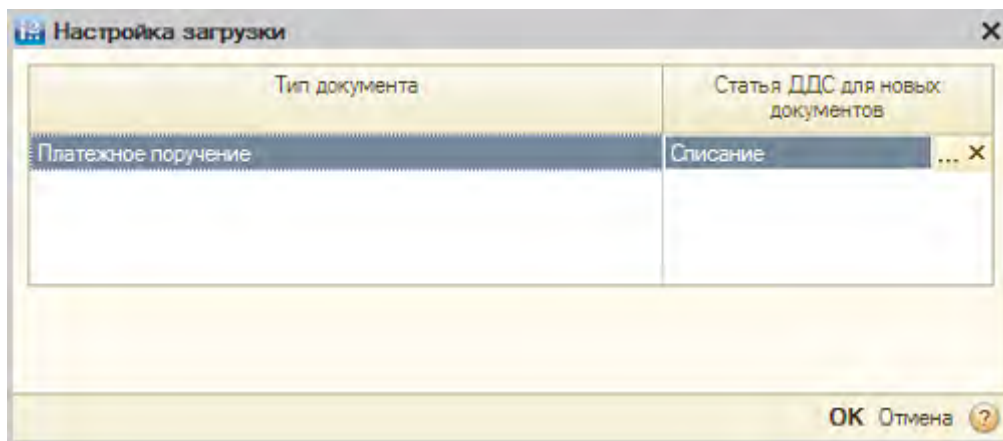 Настройка загрузки
Тип документа
Статья ДДС для новых
документов
Платежное поручение
Списание
...
OK Отмена ?